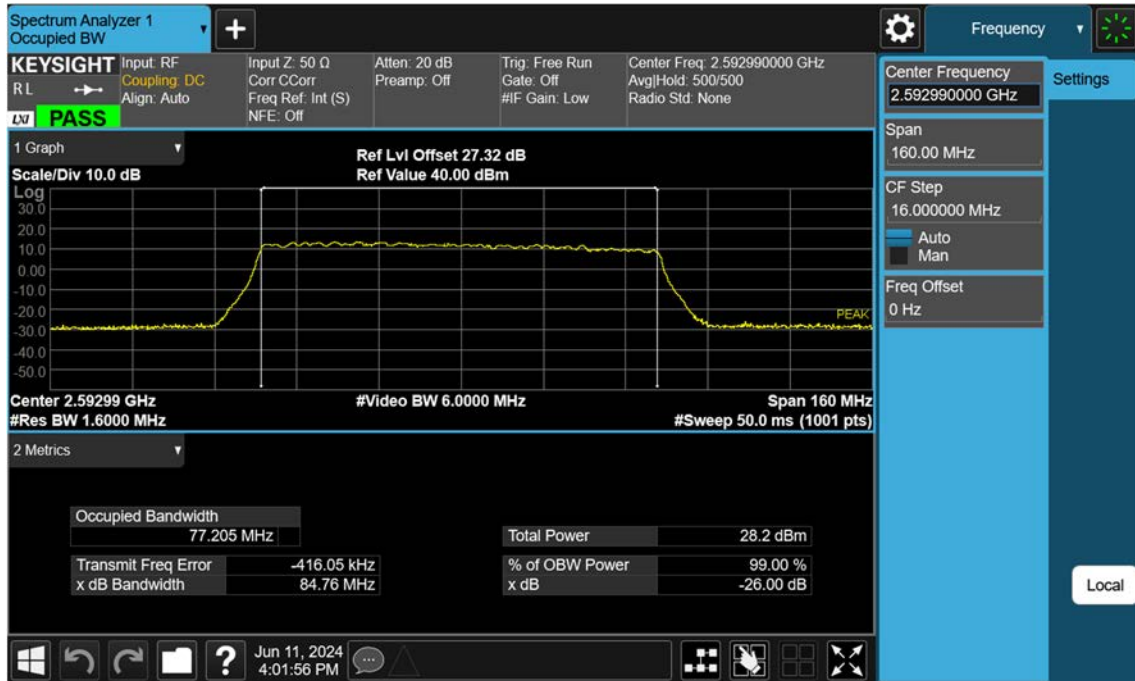 Spectrum Analyzer 1
Occupied BW
+
Frequency
KEYSIGHT
RL
LXI PASS
Input: RF
Coupling: DC
Align: Auto
Input Z: 50 Ω
Corr CCorr
Freq Ref: Int (S)
NFE: Off
Atten: 20 dB
Preamp: Off
Trig: Free Run
Gate: Off
#IF Gain: Low
Center Freq: 2.592990000 GHz
Avg|Hold: 500/500
Radio Std: None
Center Frequency
2.592990000 GHz
Settings
Span
160.00 MHz
CF Step
16.000000 MHz
Auto
Man
Freq Offset
0 Hz
Local
1 Graph
Scale/Div 10.0 dB
Ref Lvl Offset 27.32 dB
Ref Value 40.00 dBm
Log
30.0
20.0
10.0
0.00
-10.0
-20.0
-30.0
-40.0
-50.0
PEAK
Center 2.59299 GHz
#Video BW 6.0000 MHz
Span 160 MHz
#Res BW 1.6000 MHz
#Sweep 50.0 ms (1001 pts)
2 Metrics
Occupied Bandwidth
77.205 MHz
Total Power 28.2 dBm
Transmit Freq Error -416.05 kHz
% of OBW Power 99.00 %
x dB Bandwidth 84.76 MHz
x dB -26.00 dB
?
Jun 11, 2024
4:01:56 PM